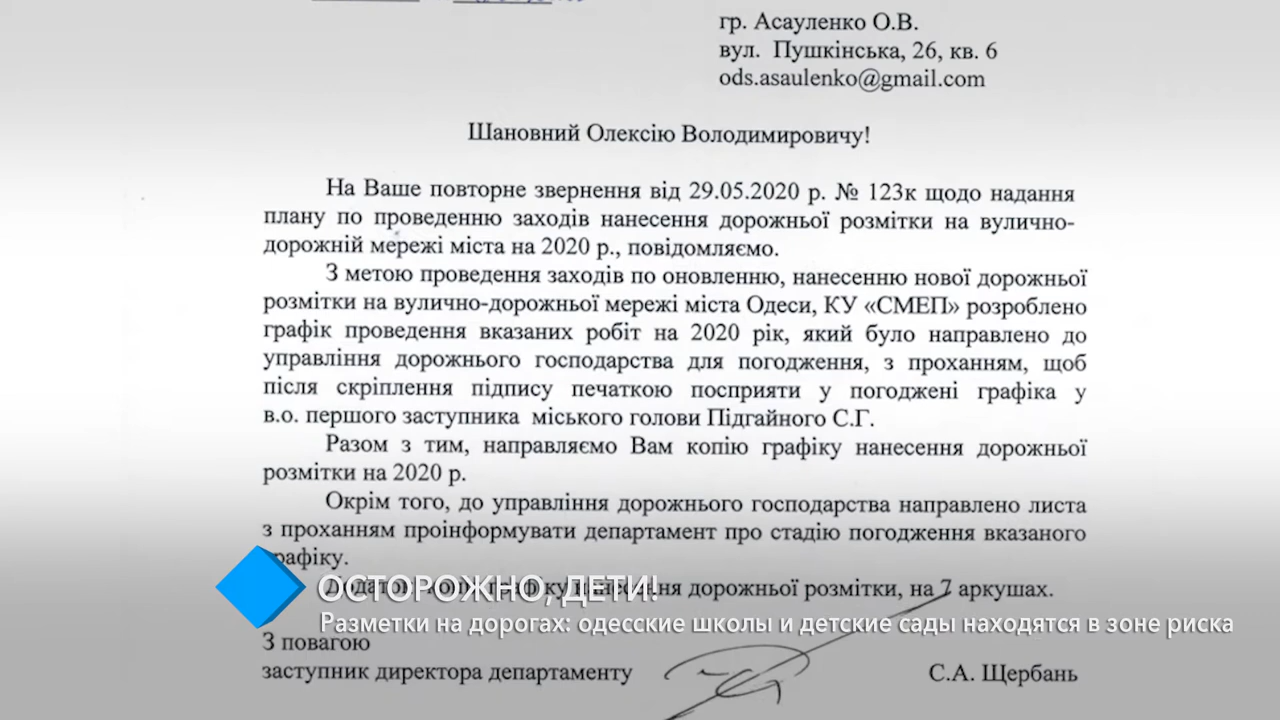 гр. Асауленко О.В.
вул. Пушкінська, 26, кв. 6
ods.asaulenko@gmail.com
Шановний Олексію Володимировичу!
На Ваше повторне звернення від 29.05.2020 р. № 123к щодо надання
плану по проведенню заходів нанесення дорожньої розмітки на вулично-
дорожній мережі міста на 2020 р., повідомляємо.
З метою проведення заходів по оновленню, нанесенню нової дорожньої
розмітки на вулично-дорожньої мережі міста Одеси, КУ «СМЕП» розроблено
графік проведення вказаних робіт на 2020 рік, який було направлено до
управління дорожнього господарства для погодження, з проханням, щоб
після скріплення підпису печаткою посприяти у погоджені графіка у
в.о. першого заступника міського голови Підгайного С.Г.
Разом з тим, направляємо Вам копію графіку нанесення дорожньої
розмітки на 2020 р.
Окрім того, до управління дорожнього господарства направлено листа
з проханням проінформувати департамент про стадію погодження вказаного
графіку.
дорожньої розмітки, на 7 аркушах.
ОСТОРОЖНО, ДЕТИ!
Разметки на дорогах: одесские школы и детские сады находятся в зоне риска
З повагою
заступник директора департаменту
С.А. Щербань